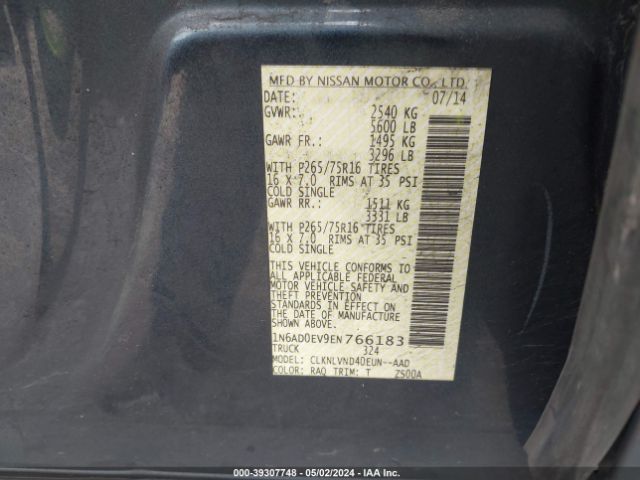 MFD BY NISSAN MOTOR CO., LTD.
DATE: 07/14
GVWR: 2540 KG
5600 LB
GAWR FR.: 1495 KG
3296 LB
WITH P265/75R16 TIRES
16 X 7.0 RIMS AT 35 PSI
COLD SINGLE
GAWR RR.: 1511 KG
3331 LB
WITH P265/75R16 TIRES
16 X 7.0 RIMS AT 35 PSI
COLD SINGLE
THIS VEHICLE CONFORMS TO
ALL APPLICABLE FEDERAL
MOTOR VEHICLE SAFETY AND
THEFT PREVENTION
STANDARDS IN EFFECT ON
THE DATE OF MANUFACTURE
SHOWN ABOVE.
1N6AD0EV9EN766183
TRUCK 324
MODEL: CLKNLVND40EUN--AAD
COLOR: RAQ TRIM: T 2S00A
000-39307748 - 05/02/2024 - IAA Inc.